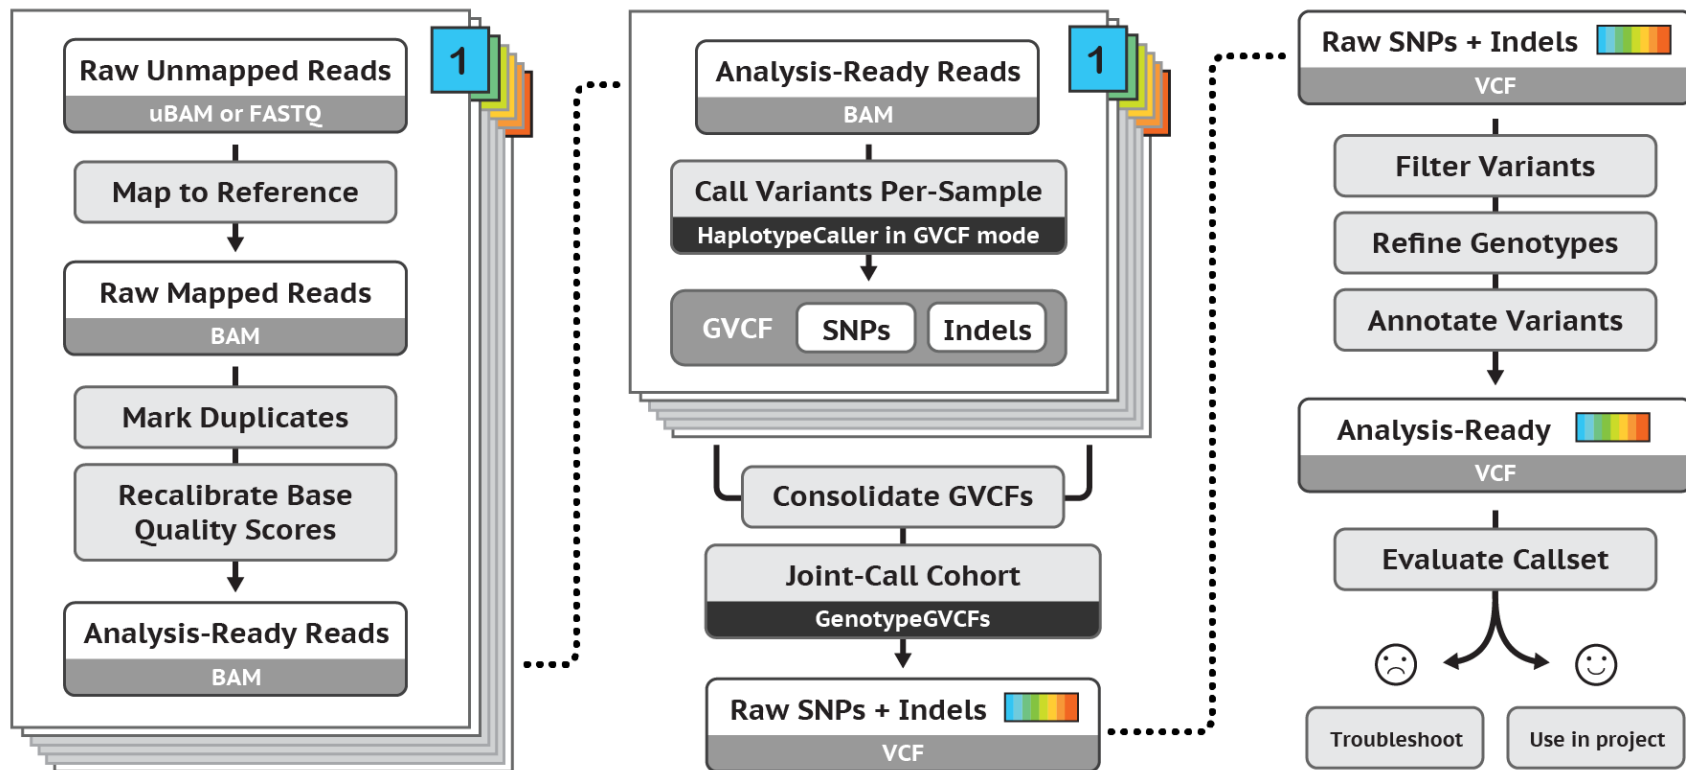 1
Raw Unmapped Reads
uBAM or FASTQ
Map to Reference
Raw Mapped Reads
BAM
Mark Duplicates
Recalibrate Base
Quality Scores
Analysis-Ready Reads
BAM
1
Analysis-Ready Reads
BAM
Call Variants Per-Sample
HaplotypeCaller in GVCF mode
GVCF SNPs Indels
Consolidate GVCFs
Joint-Call Cohort
GenotypeGVCFs
Raw SNPs + Indels
VCF
Raw SNPs + Indels
VCF
Filter Variants
Refine Genotypes
Annotate Variants
Analysis-Ready
VCF
Evaluate Callset
Troubleshoot
Use in project